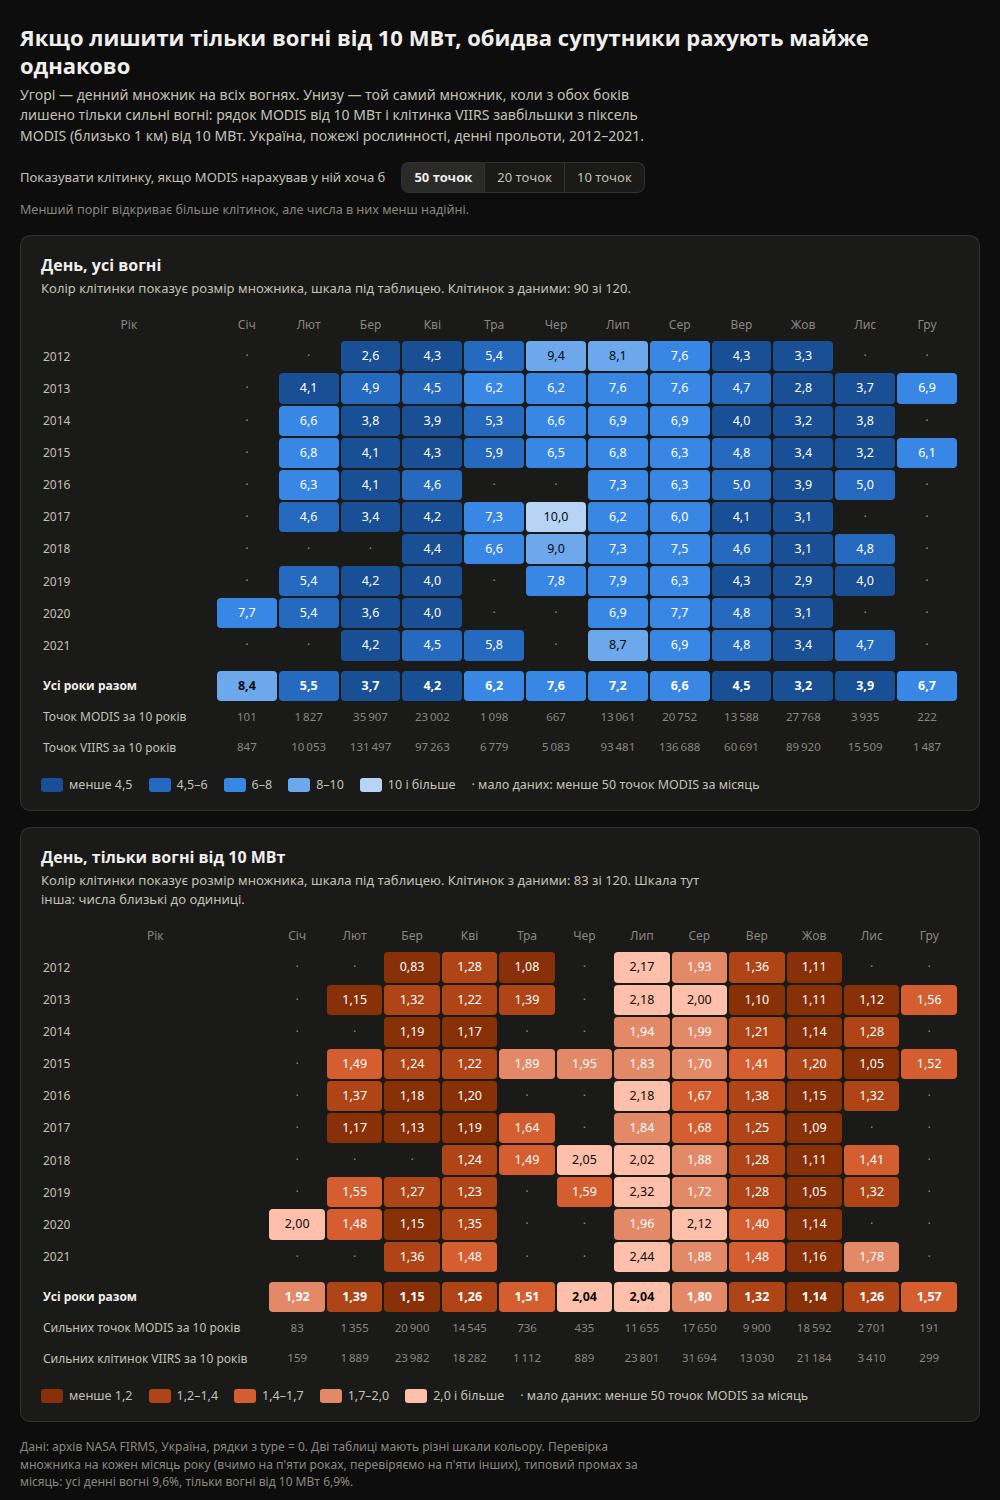 Якщо лишити тільки вогні від 10 МВт, обидва супутники рахують майже
однаково
Угорі — денний множник на всіх вогнях. Унизу — той самий множник, коли з обох боків
лишено тільки сильні вогні: рядок MODIS від 10 МВт і клітинка VIIRS завбільшки з піксель
MODIS (близько 1 км) від 10 МВт. Україна, пожежі рослинності, денні прольоти, 2012–2021.
Показувати клітинку, якщо MODIS нарахував у ній хоча б 50 точок 20 точок 10 точок
Менший поріг відкриває більше клітинок, але числа в них менш надійні.
День, усі вогні
Колір клітинки показує розмір множника, шкала під таблицею. Клітинок з даними: 90 зі 120.
Рік Січ Лют Бер Кві Тра Чер Лип Сер Вер Жов Лис Гру
2012 · · 2,6 4,3 5,4 9,4 8,1 7,6 4,3 3,3 · ·
2013 · 4,1 4,9 4,5 6,2 6,2 7,6 7,6 4,7 2,8 3,7 6,9
2014 · 6,6 3,8 3,9 5,3 6,6 6,9 6,9 4,0 3,2 3,8 ·
2015 · 6,8 4,1 4,3 5,9 6,5 6,8 6,3 4,8 3,4 3,2 6,1
2016 · 6,3 4,1 4,6 · · 7,3 6,3 5,0 3,9 5,0 ·
2017 · 4,6 3,4 4,2 7,3 10,0 6,2 6,0 4,1 3,1 · ·
2018 · · · 4,4 6,6 9,0 7,3 7,5 4,6 3,1 4,8 ·
2019 · 5,4 4,2 4,0 · 7,8 7,9 6,3 4,3 2,9 4,0 ·
2020 7,7 5,4 3,6 4,0 · · 6,9 7,7 4,8 3,1 · ·
2021 · · 4,2 4,5 5,8 · 8,7 6,9 4,8 3,4 4,7 ·
Усі роки разом 8,4 5,5 3,7 4,2 6,2 7,6 7,2 6,6 4,5 3,2 3,9 6,7
Точок MODIS за 10 років 101 1 827 35 907 23 002 1 098 667 13 061 20 752 13 588 27 768 3 935 222
Точок VIIRS за 10 років 847 10 053 131 497 97 263 6 779 5 083 93 481 136 688 60 691 89 920 15 509 1 487
менше 4,5 4,5–6 6–8 8–10 10 і більше · мало даних: менше 50 точок MODIS за місяць
День, тільки вогні від 10 МВт
Колір клітинки показує розмір множника, шкала під таблицею. Клітинок з даними: 83 зі 120. Шкала тут
інша: числа близькі до одиниці.
Рік Січ Лют Бер Кві Тра Чер Лип Сер Вер Жов Лис Гру
2012 · · 0,83 1,28 1,08 · 2,17 1,93 1,36 1,11 · ·
2013 · 1,15 1,32 1,22 1,39 · 2,18 2,00 1,10 1,11 1,12 1,56
2014 · · 1,19 1,17 · · 1,94 1,99 1,21 1,14 1,28 ·
2015 · 1,49 1,24 1,22 1,89 1,95 1,83 1,70 1,41 1,20 1,05 1,52
2016 · 1,37 1,18 1,20 · · 2,18 1,67 1,38 1,15 1,32 ·
2017 · 1,17 1,13 1,19 1,64 · 1,84 1,68 1,25 1,09 · ·
2018 · · · 1,24 1,49 2,05 2,02 1,88 1,28 1,11 1,41 ·
2019 · 1,55 1,27 1,23 · 1,59 2,32 1,72 1,28 1,05 1,32 ·
2020 2,00 1,48 1,15 1,35 · · 1,96 2,12 1,40 1,14 · ·
2021 · · 1,36 1,48 · · 2,44 1,88 1,48 1,16 1,78 ·
Усі роки разом 1,92 1,39 1,15 1,26 1,51 2,04 2,04 1,80 1,32 1,14 1,26 1,57
Сильних точок MODIS за 10 років 83 1 355 20 900 14 545 736 435 11 655 17 650 9 900 18 592 2 701 191
Сильних клітинок VIIRS за 10 років 159 1 889 23 982 18 282 1 112 889 23 801 31 694 13 030 21 184 3 410 299
менше 1,2 1,2–1,4 1,4–1,7 1,7–2,0 2,0 і більше · мало даних: менше 50 точок MODIS за місяць
Дані: архів NASA FIRMS, Україна, рядки з type = 0. Дві таблиці мають різні шкали кольору. Перевірка
множника на кожен місяць року (вчимо на п'яти роках, перевіряємо на п'яти інших), типовий промах за
місяць: усі денні вогні 9,6%, тільки вогні від 10 МВт 6,9%.